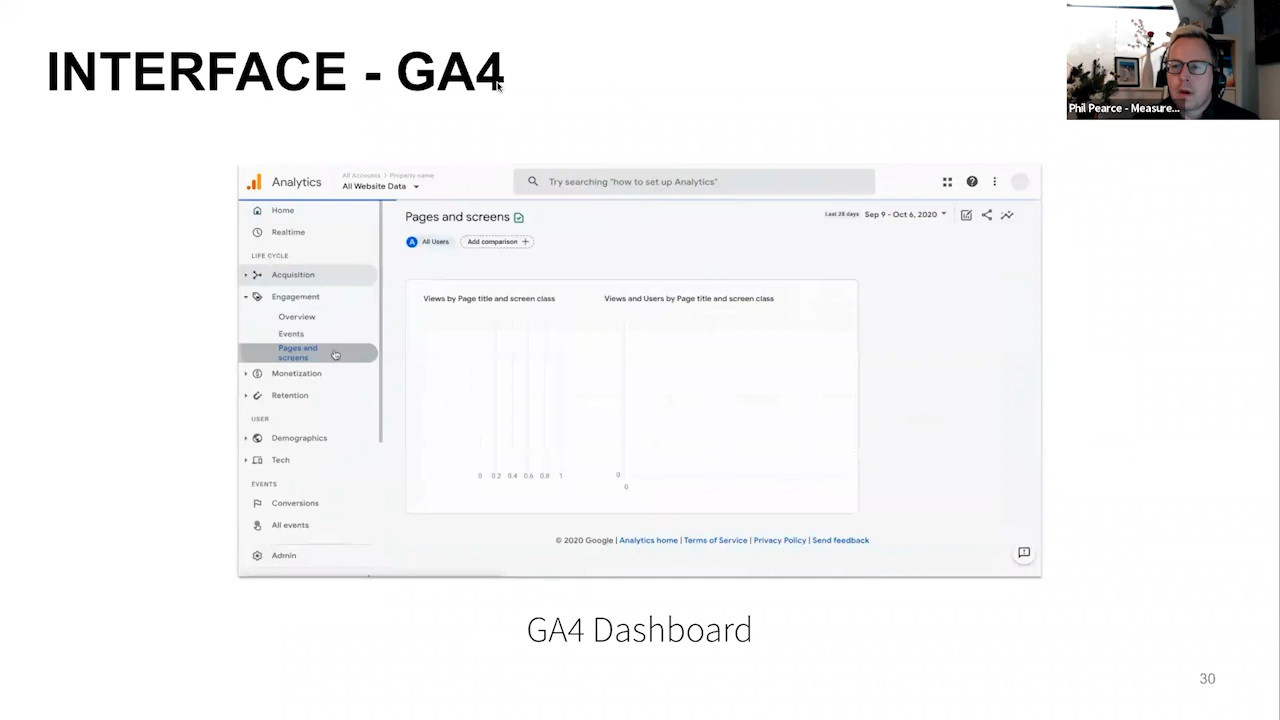 INTERFACE - GA4
Phil Pearce - Measure...
Analytics
All Accounts > Property name
All Website Data
Try searching "how to set up Analytics"
Home
Realtime
LIFE CYCLE
Acquisition
Engagement
Overview
Events
Pages and
screens
Monetization
Retention
USER
Demographics
Tech
EVENTS
Conversions
All events
Admin
Pages and screens
Last 28 days Sep 9 - Oct 6, 2020
A All Users
Add comparison +
Views by Page title and screen class
0 0.2 0.4 0.6 0.8 1
Views and Users by Page title and screen class
0
0
© 2020 Google | Analytics home | Terms of Service | Privacy Policy | Send feedback
GA4 Dashboard
30